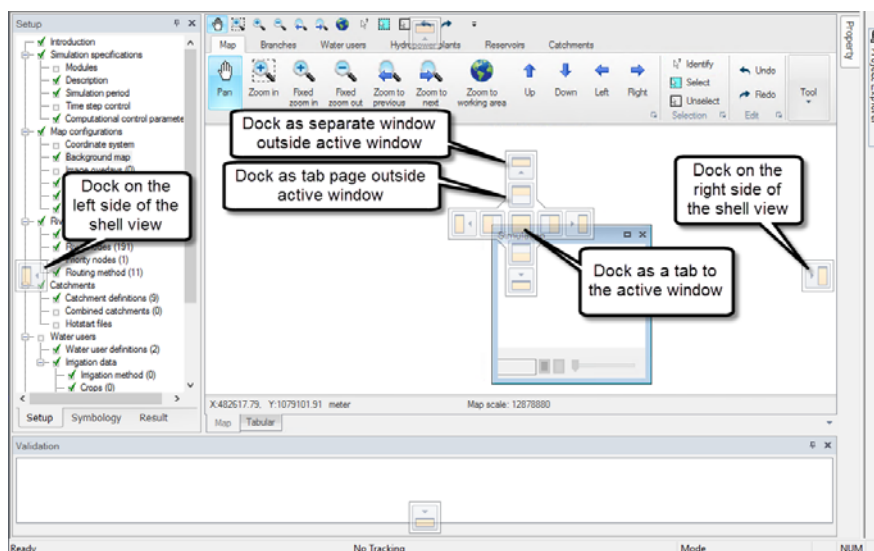 Setup
Introduction
Simulation specifications
Modules
Description
Simulation period
Time step control
Computational control paramete
Map configurations
Coordinate system
Background map
Image overlays (0)
Dock on the
left side of the
shell view
(191)
Priority nodes (1)
Routing method (11)
Catchments
Catchment definitions (9)
Combined catchments (0)
Hotstart files
Water users
Water user definitions (2)
Irrigation data
Irrigation method (0)
Crops (0)
Setup Symbology Result
Map Branches Water users Hydropower plants Reservoirs Catchments
Pan Zoom in Fixed zoom in Fixed zoom out Zoom to previous Zoom to next Zoom to working area Up Down Left Right
Identify
Select
Unselect
Selection
Undo
Redo
Edit
Tool
Dock as separate window
outside active window
Dock as tab page outside
active window
Dock on the
right side of
the shell view
Simulation
Dock as a tab to
the active window
X:482617.79, Y:1079101.91 meter Map scale: 12878880
Map Tabular
Property
Project Explorer
Validation
Ready No Tracking Mode NUM